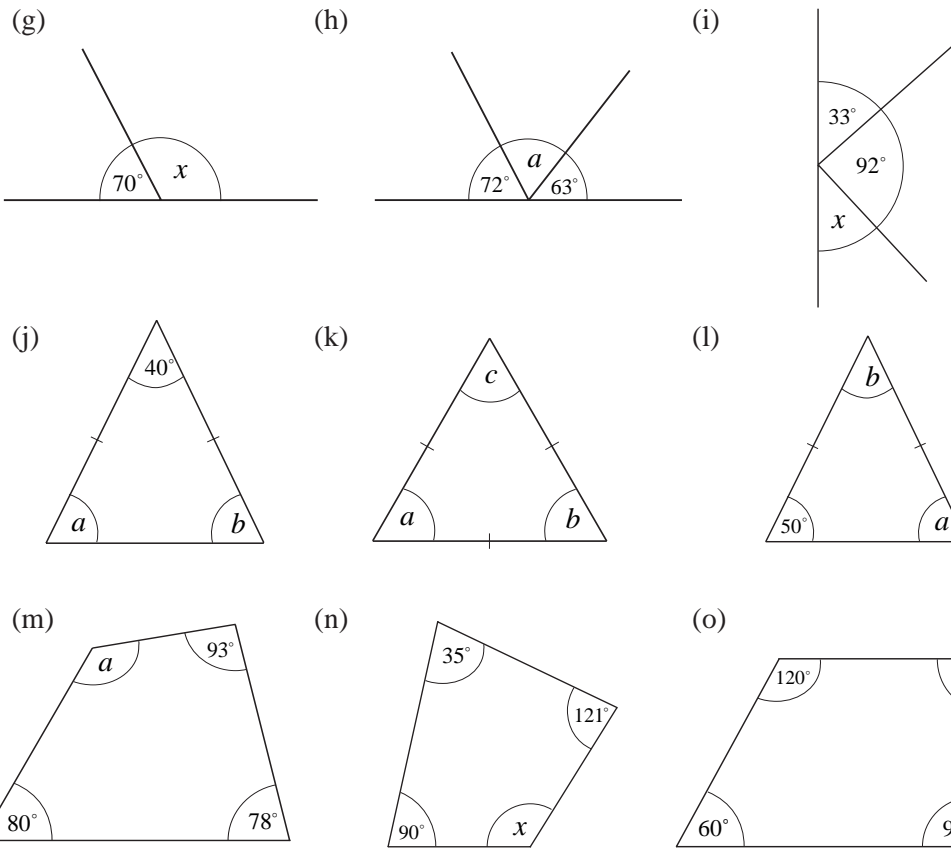 (g) (h) (i)
70° x
72° a 63°
33°
92°
x
(j) (k) (l)
40°
a b
c
a b
b
50° a
(m) (n) (o)
a 93°
80° 78°
35°
121°
90° x
120°
60°